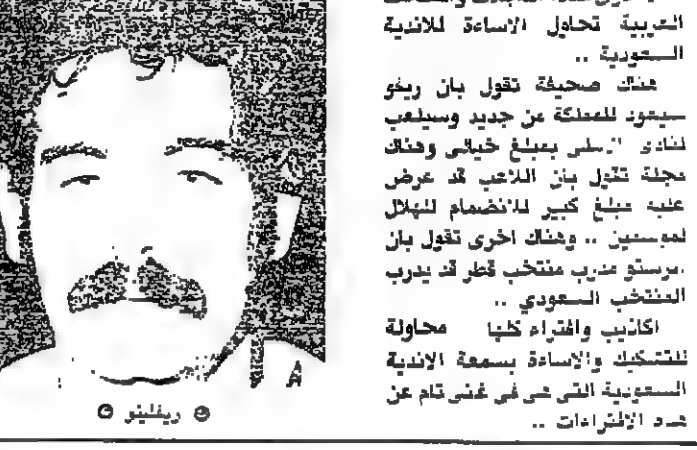 العربية تحاول الاساءة للاندية
السعودية ..
هناك صحيفة تقول بان ريفو
سيعود للمملكة من جديد وسيلعب
لنادي بمبلغ خيالي وهناك
مجلة تقول بان اللاعب قد عرض
عليه مبلغ كبير للانضمام للهلال
لموسمين .. وهناك اخرى تقول بان
مدرب منتخب قطر قد يدرب
المنتخب السعودي ..
اكاذيب وافتراء كلها محاولة
للتشكيك والاساءة بسمعة الاندية
السعودية التي هي في غنى تام عن
هذه الافتراءات ..
ريفلينو